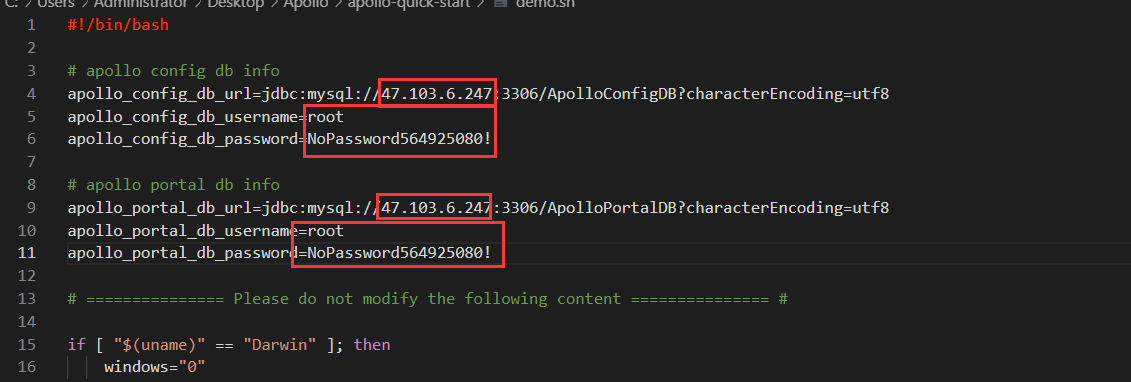 C: > Users > Administrator > Desktop > Apollo > apollo-quick-start > demo.sh
1 #!/bin/bash
2
3 # apollo config db info
4 apollo_config_db_url=jdbc:mysql://47.103.6.247:3306/ApolloConfigDB?characterEncoding=utf8
5 apollo_config_db_username=root
6 apollo_config_db_password=NoPassword564925080!
7
8 # apollo portal db info
9 apollo_portal_db_url=jdbc:mysql://47.103.6.247:3306/ApolloPortalDB?characterEncoding=utf8
10 apollo_portal_db_username=root
11 apollo_portal_db_password=NoPassword564925080!
12
13 # =============== Please do not modify the following content =============== #
14
15 if [ "$(uname)" == "Darwin" ]; then
16 windows="0"